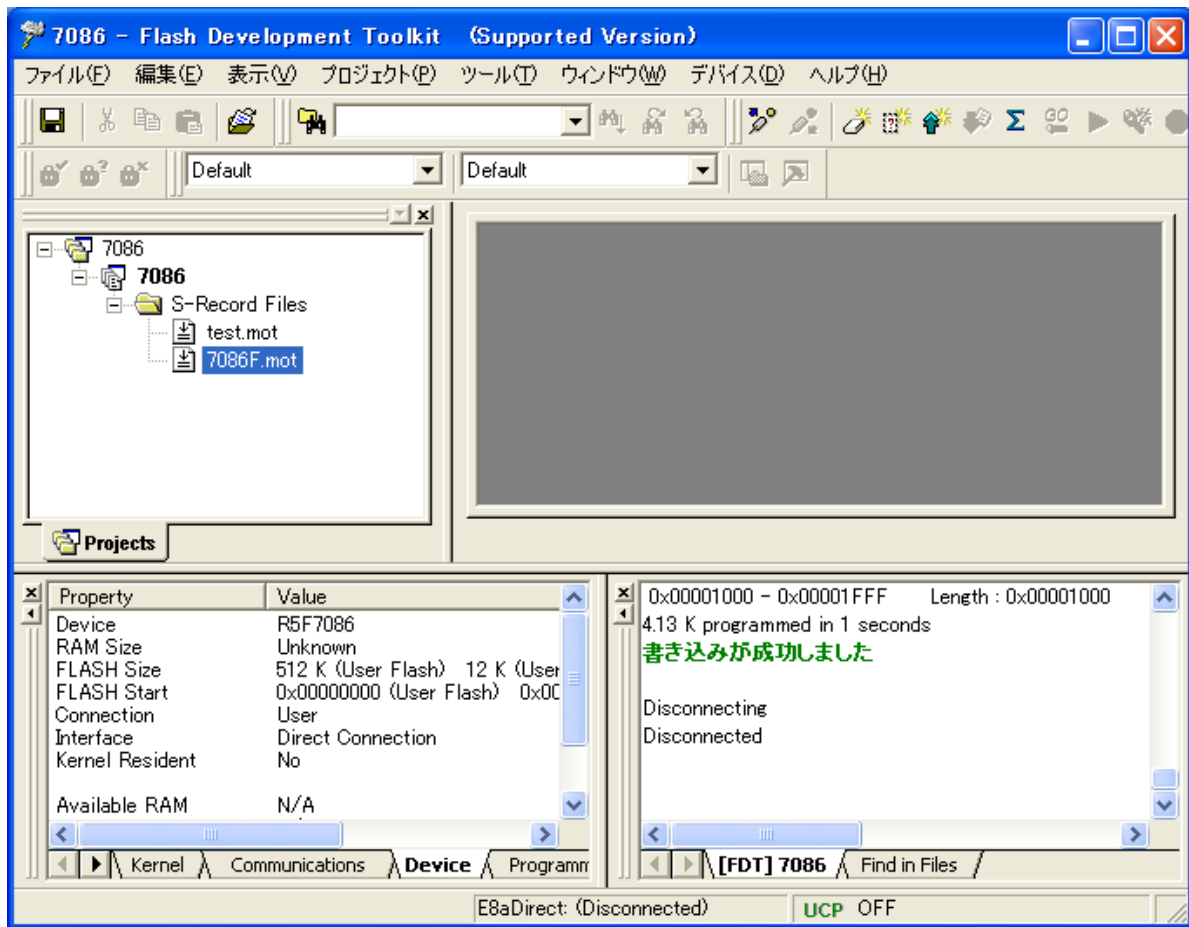 7086 - Flash Development Toolkit (Supported Version)
ファイル(F) 編集(E) 表示(V) プロジェクト(P) ツール(T) ウィンドウ(W) デバイス(D) ヘルプ(H)
Default Default
7086
7086
S-Record Files
test.mot
7086F.mot
Projects
Property Value
Device R5F7086
RAM Size Unknown
FLASH Size 512 K (User Flash) 12 K (User
FLASH Start 0x00000000 (User Flash) 0x00
Connection User
Interface Direct Connection
Kernel Resident No
Available RAM N/A
Kernel Communications Device Programm
0x00001000 - 0x00001FFF Length : 0x00001000
4.13 K programmed in 1 seconds
書き込みが成功しました
Disconnecting
Disconnected
[FDT] 7086 Find in Files
E8aDirect: (Disconnected) UCP OFF